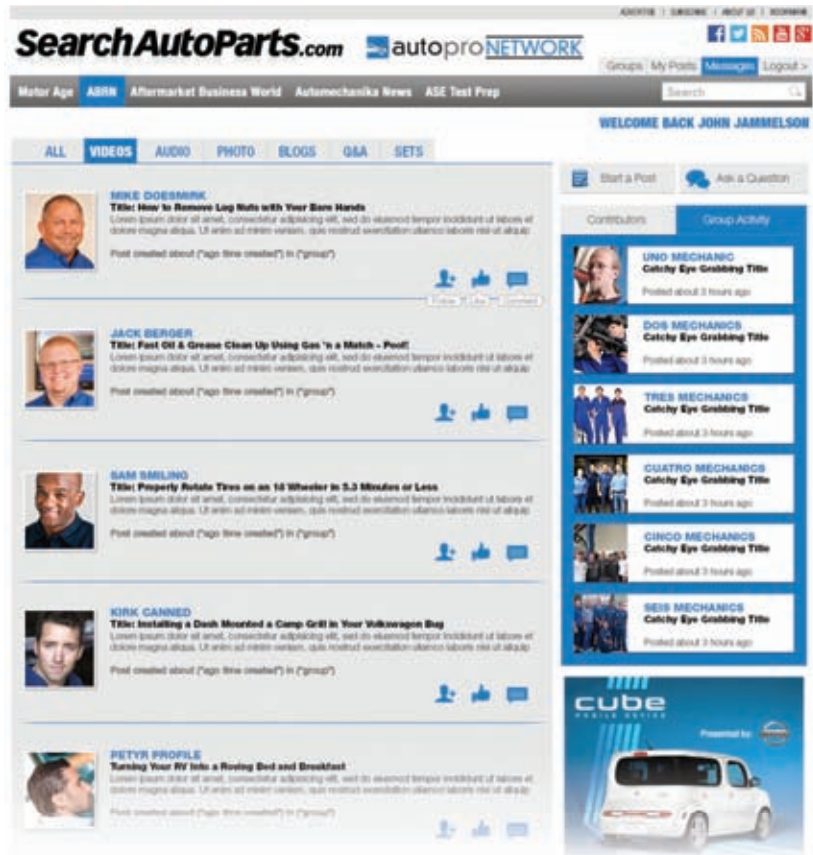 ADVERTISE | SUBSCRIBE | ABOUT US | BOOKMARK
SearchAutoParts.com autoproNETWORK
Groups My Posts Messages Logout >
Motor Age ABRN Aftermarket Business World Automechanika News ASE Test Prep Search
WELCOME BACK JOHN JAMMELSON
ALL VIDEOS AUDIO PHOTO BLOGS Q&A SETS
Start a Post Ask a Question
Contributors Group Activity
MIKE DOESMIRK
Title: How to Remove Lug Nuts with Your Bare Hands
Lorem ipsum dolor sit amet, consectetur adipisicing elit, sed do eiusmod tempor incididunt ut labore et
dolore magna aliqua. Ut enim ad minim veniam, quis nostrud exercitation ullamco laboris nisi ut aliquip
Post created about ("ago time created") in ("group")
Follow Like Comment
JACK BERGER
Title: Fast Oil & Grease Clean Up Using Gas 'n a Match – Poof!
Lorem ipsum dolor sit amet, consectetur adipisicing elit, sed do eiusmod tempor incididunt ut labore et
dolore magna aliqua. Ut enim ad minim veniam, quis nostrud exercitation ullamco laboris nisi ut aliquip
Post created about ("ago time created") in ("group")
SAM SMILING
Title: Properly Rotate Tires on an 18 Wheeler in 5.3 Minutes or Less
Lorem ipsum dolor sit amet, consectetur adipisicing elit, sed do eiusmod tempor incididunt ut labore et
dolore magna aliqua. Ut enim ad minim veniam, quis nostrud exercitation ullamco laboris nisi ut aliquip
Post created about ("ago time created") in ("group")
KIRK CANNED
Title: Installing a Dash Mounted a Camp Grill in Your Volkswagon Bug
Lorem ipsum dolor sit amet, consectetur adipisicing elit, sed do eiusmod tempor incididunt ut labore et
dolore magna aliqua. Ut enim ad minim veniam, quis nostrud exercitation ullamco laboris nisi ut aliquip
Post created about ("ago time created") in ("group")
PETYR PROFILE
Turning Your RV Into a Roving Bed and Breakfast
Lorem ipsum dolor sit amet, consectetur adipisicing elit, sed do eiusmod tempor incididunt ut labore et
dolore magna aliqua. Ut enim ad minim veniam, quis nostrud exercitation ullamco laboris nisi ut aliquip
Post created about ("ago time created") in ("group")
UNO MECHANIC
Catchy Eye Grabbing Title
Posted about 3 hours ago
DOS MECHANICS
Catchy Eye Grabbing Title
Posted about 3 hours ago
TRES MECHANICS
Catchy Eye Grabbing Title
Posted about 3 hours ago
CUATRO MECHANICS
Catchy Eye Grabbing Title
Posted about 3 hours ago
CINCO MECHANICS
Catchy Eye Grabbing Title
Posted about 3 hours ago
SEIS MECHANICS
Catchy Eye Grabbing Title
Posted about 3 hours ago
cube
MOBILE DEVICE
Presented by: